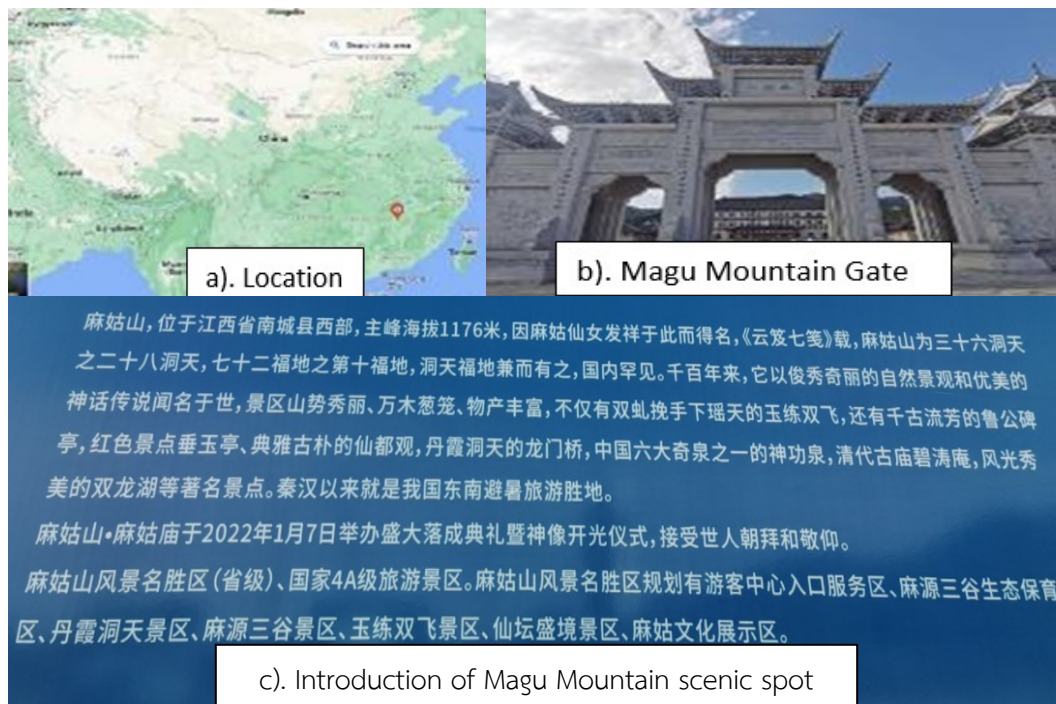 China
Taiwan
a). Location
b). Magu Mountain Gate
麻姑山，位于江西省南城县西部，主峰海拔1176米，因麻姑仙女发祥于此而得名，《云笈七笺》载，麻姑山为三十六洞天
之二十八洞天，七十二福地之第十福地，洞天福地兼而有之，国内罕见。千百年来，它以俊秀奇丽的自然景观和优美的
神话传说闻名于世，景区山势秀丽、万木葱笼、物产丰富，不仅有双虬挽手下瑶天的玉练双飞，还有千古流芳的鲁公碑
亭，红色景点垂玉亭、典雅古朴的仙都观，丹霞洞天的龙门桥，中国六大奇泉之一的神功泉，清代古庙碧涛庵，风光秀
美的双龙湖等著名景点。秦汉以来就是我国东南避暑旅游胜地。
麻姑山•麻姑庙于2022年1月7日举办盛大落成典礼暨神像开光仪式，接受世人朝拜和敬仰。
麻姑山风景名胜区（省级）、国家4A级旅游景区。麻姑山风景名胜区规划有游客中心入口服务区、麻源三谷生态保育
区、丹霞洞天景区、麻源三谷景区、玉练双飞景区、仙坛盛境景区、麻姑文化展示区。
c). Introduction of Magu Mountain scenic spot